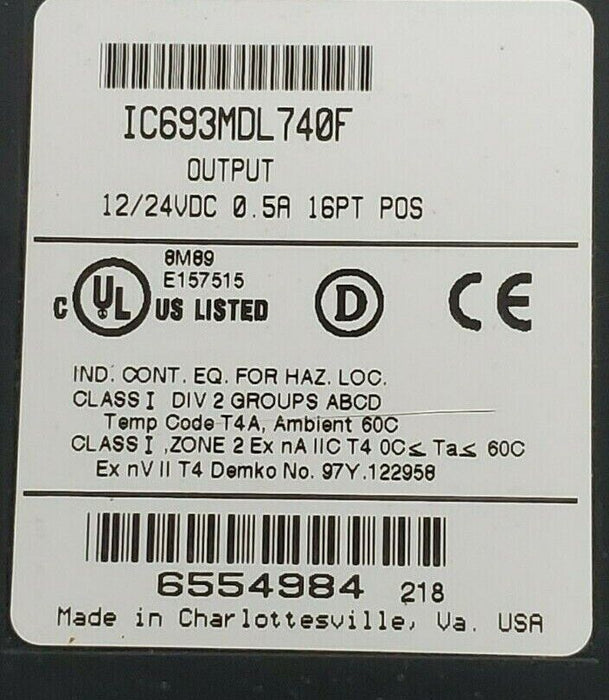 IC693MDL740F
OUTPUT
12/24VDC 0.5A 16PT POS
8M89
E157515
C UL US LISTED
D
CE
IND. CONT. EQ. FOR HAZ. LOC.
CLASS I DIV 2 GROUPS ABCD
Temp Code T4A, Ambient 60C
CLASS I ,ZONE 2 Ex nA IIC T4 0C≤ Ta≤ 60C
Ex nV II T4 Demko No. 97Y.122958
6554984 218
Made in Charlottesville, Va. USA